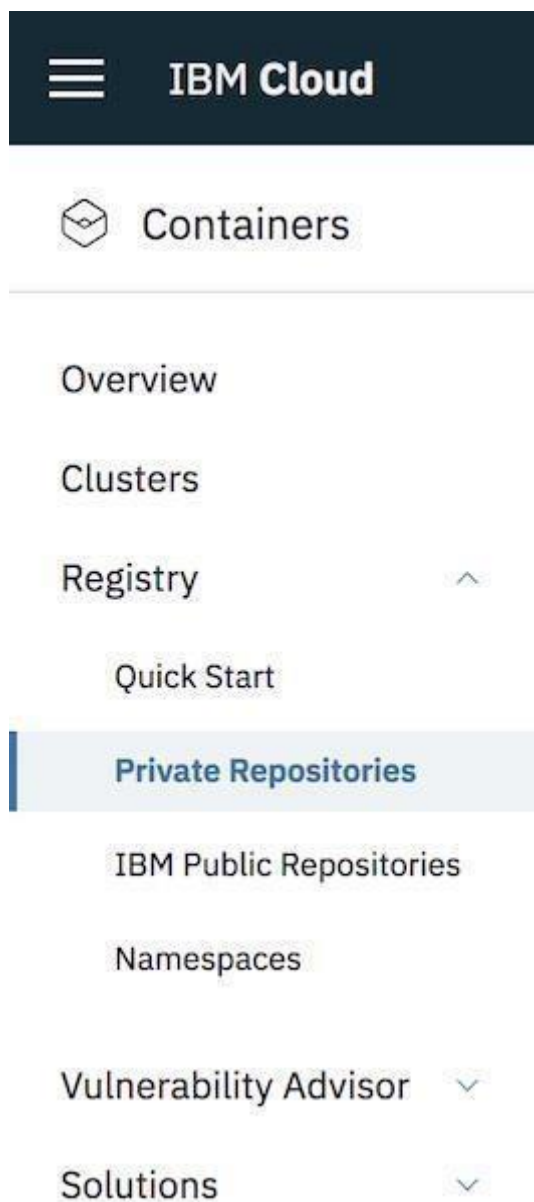 IBM Cloud
Containers
Overview
Clusters
Registry
Quick Start
Private Repositories
IBM Public Repositories
Namespaces
Vulnerability Advisor
Solutions